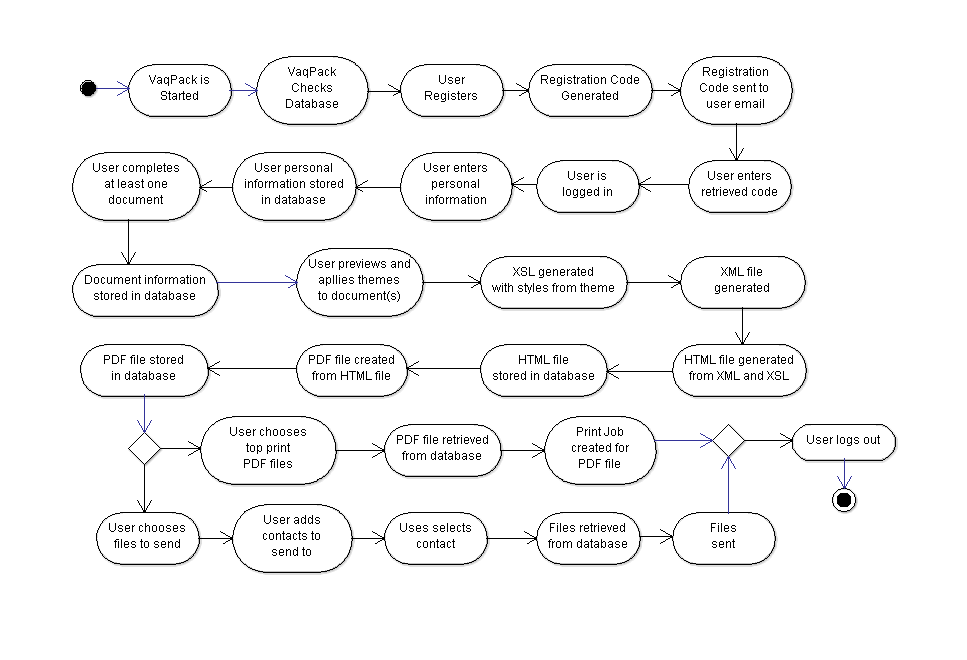 VaqPack is
Started
VaqPack
Checks
Database
User
Registers
Registration Code
Generated
Registration
Code sent to
user email
User completes
at least one
document
User personal
information stored
in database
User enters
personal
information
User is
logged in
User enters
retrieved code
Document information
stored in database
User previews and
apllies themes
to document(s)
XSL generated
with styles from theme
XML file
generated
PDF file stored
in database
PDF file created
from HTML file
HTML file
stored in database
HTML file generated
from XML and XSL
User chooses
top print
PDF files
PDF file retrieved
from database
Print Job
created for
PDF file
User logs out
User chooses
files to send
User adds
contacts to
send to
Uses selects
contact
Files retrieved
from database
Files
sent